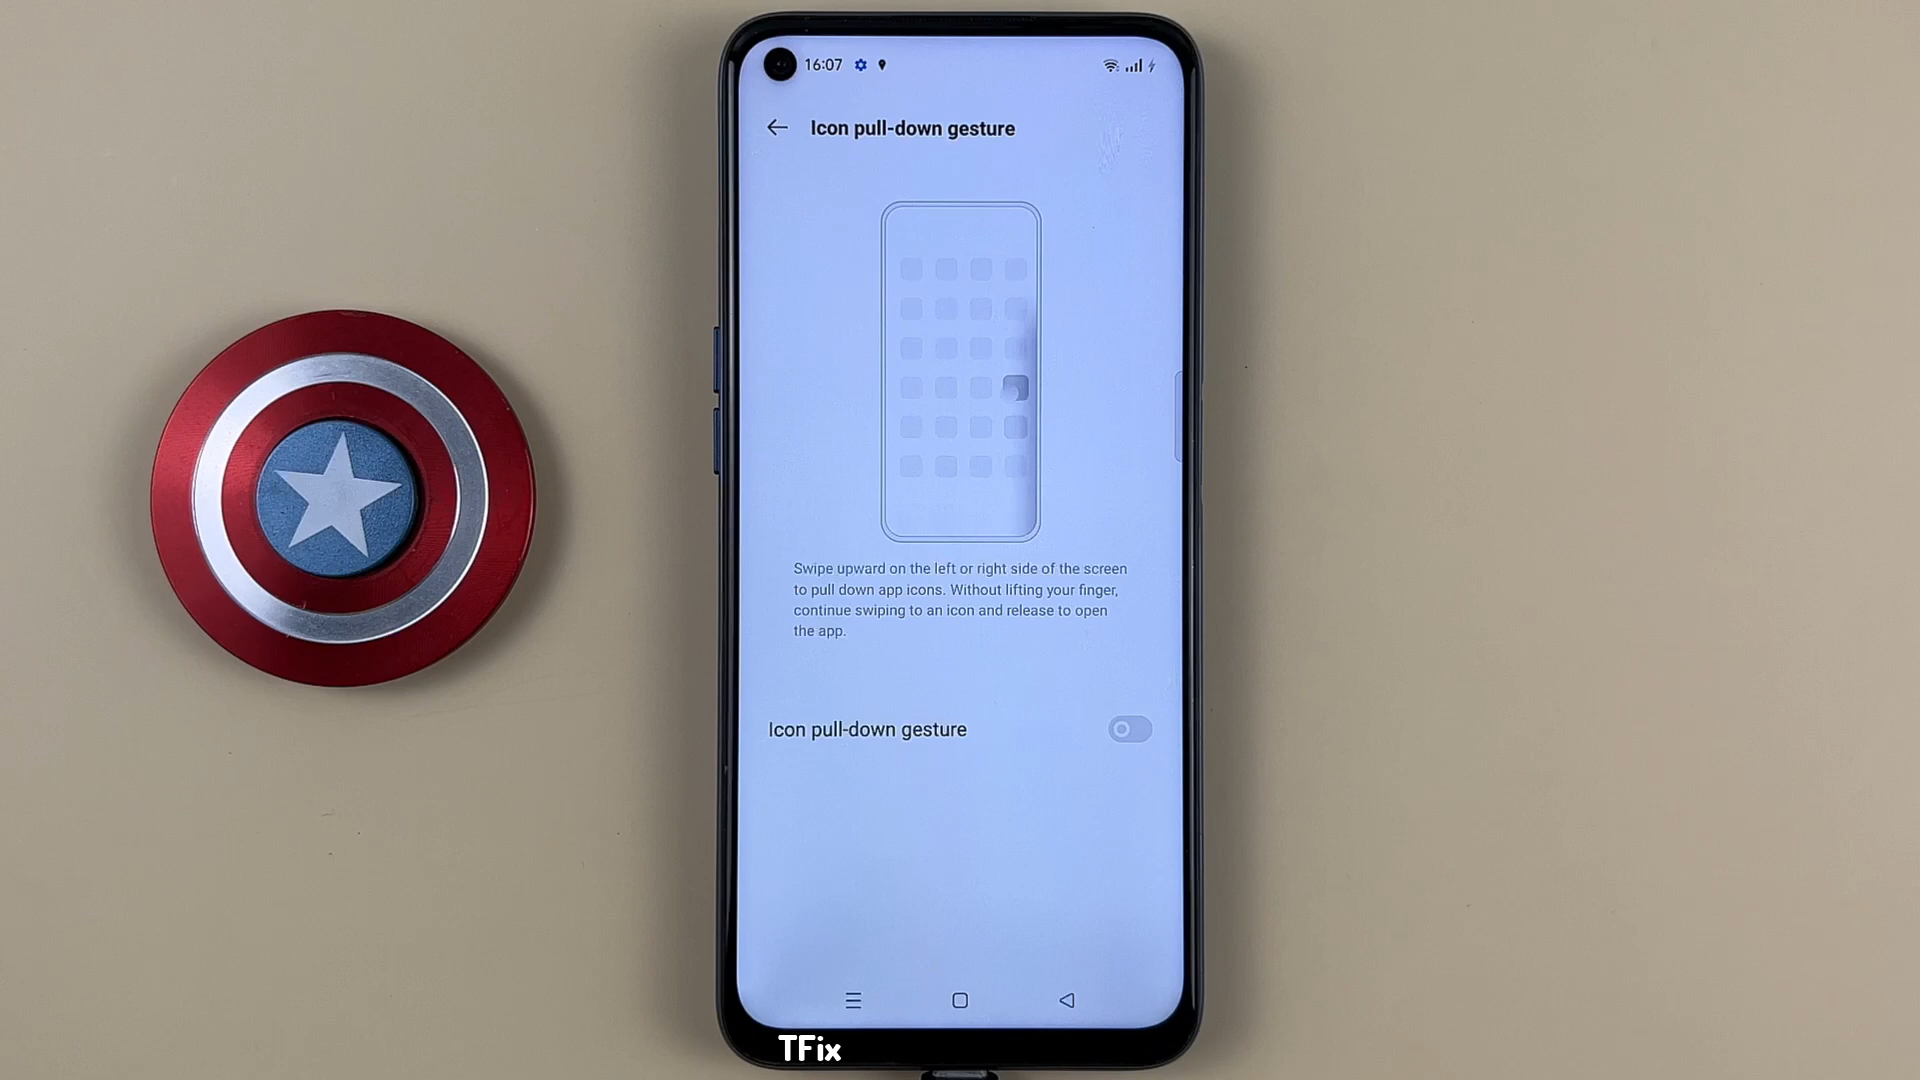 16:07
Icon pull-down gesture
Swipe upward on the left or right side of the screen
to pull down app icons. Without lifting your finger,
continue swiping to an icon and release to open
the app.
Icon pull-down gesture
TFix